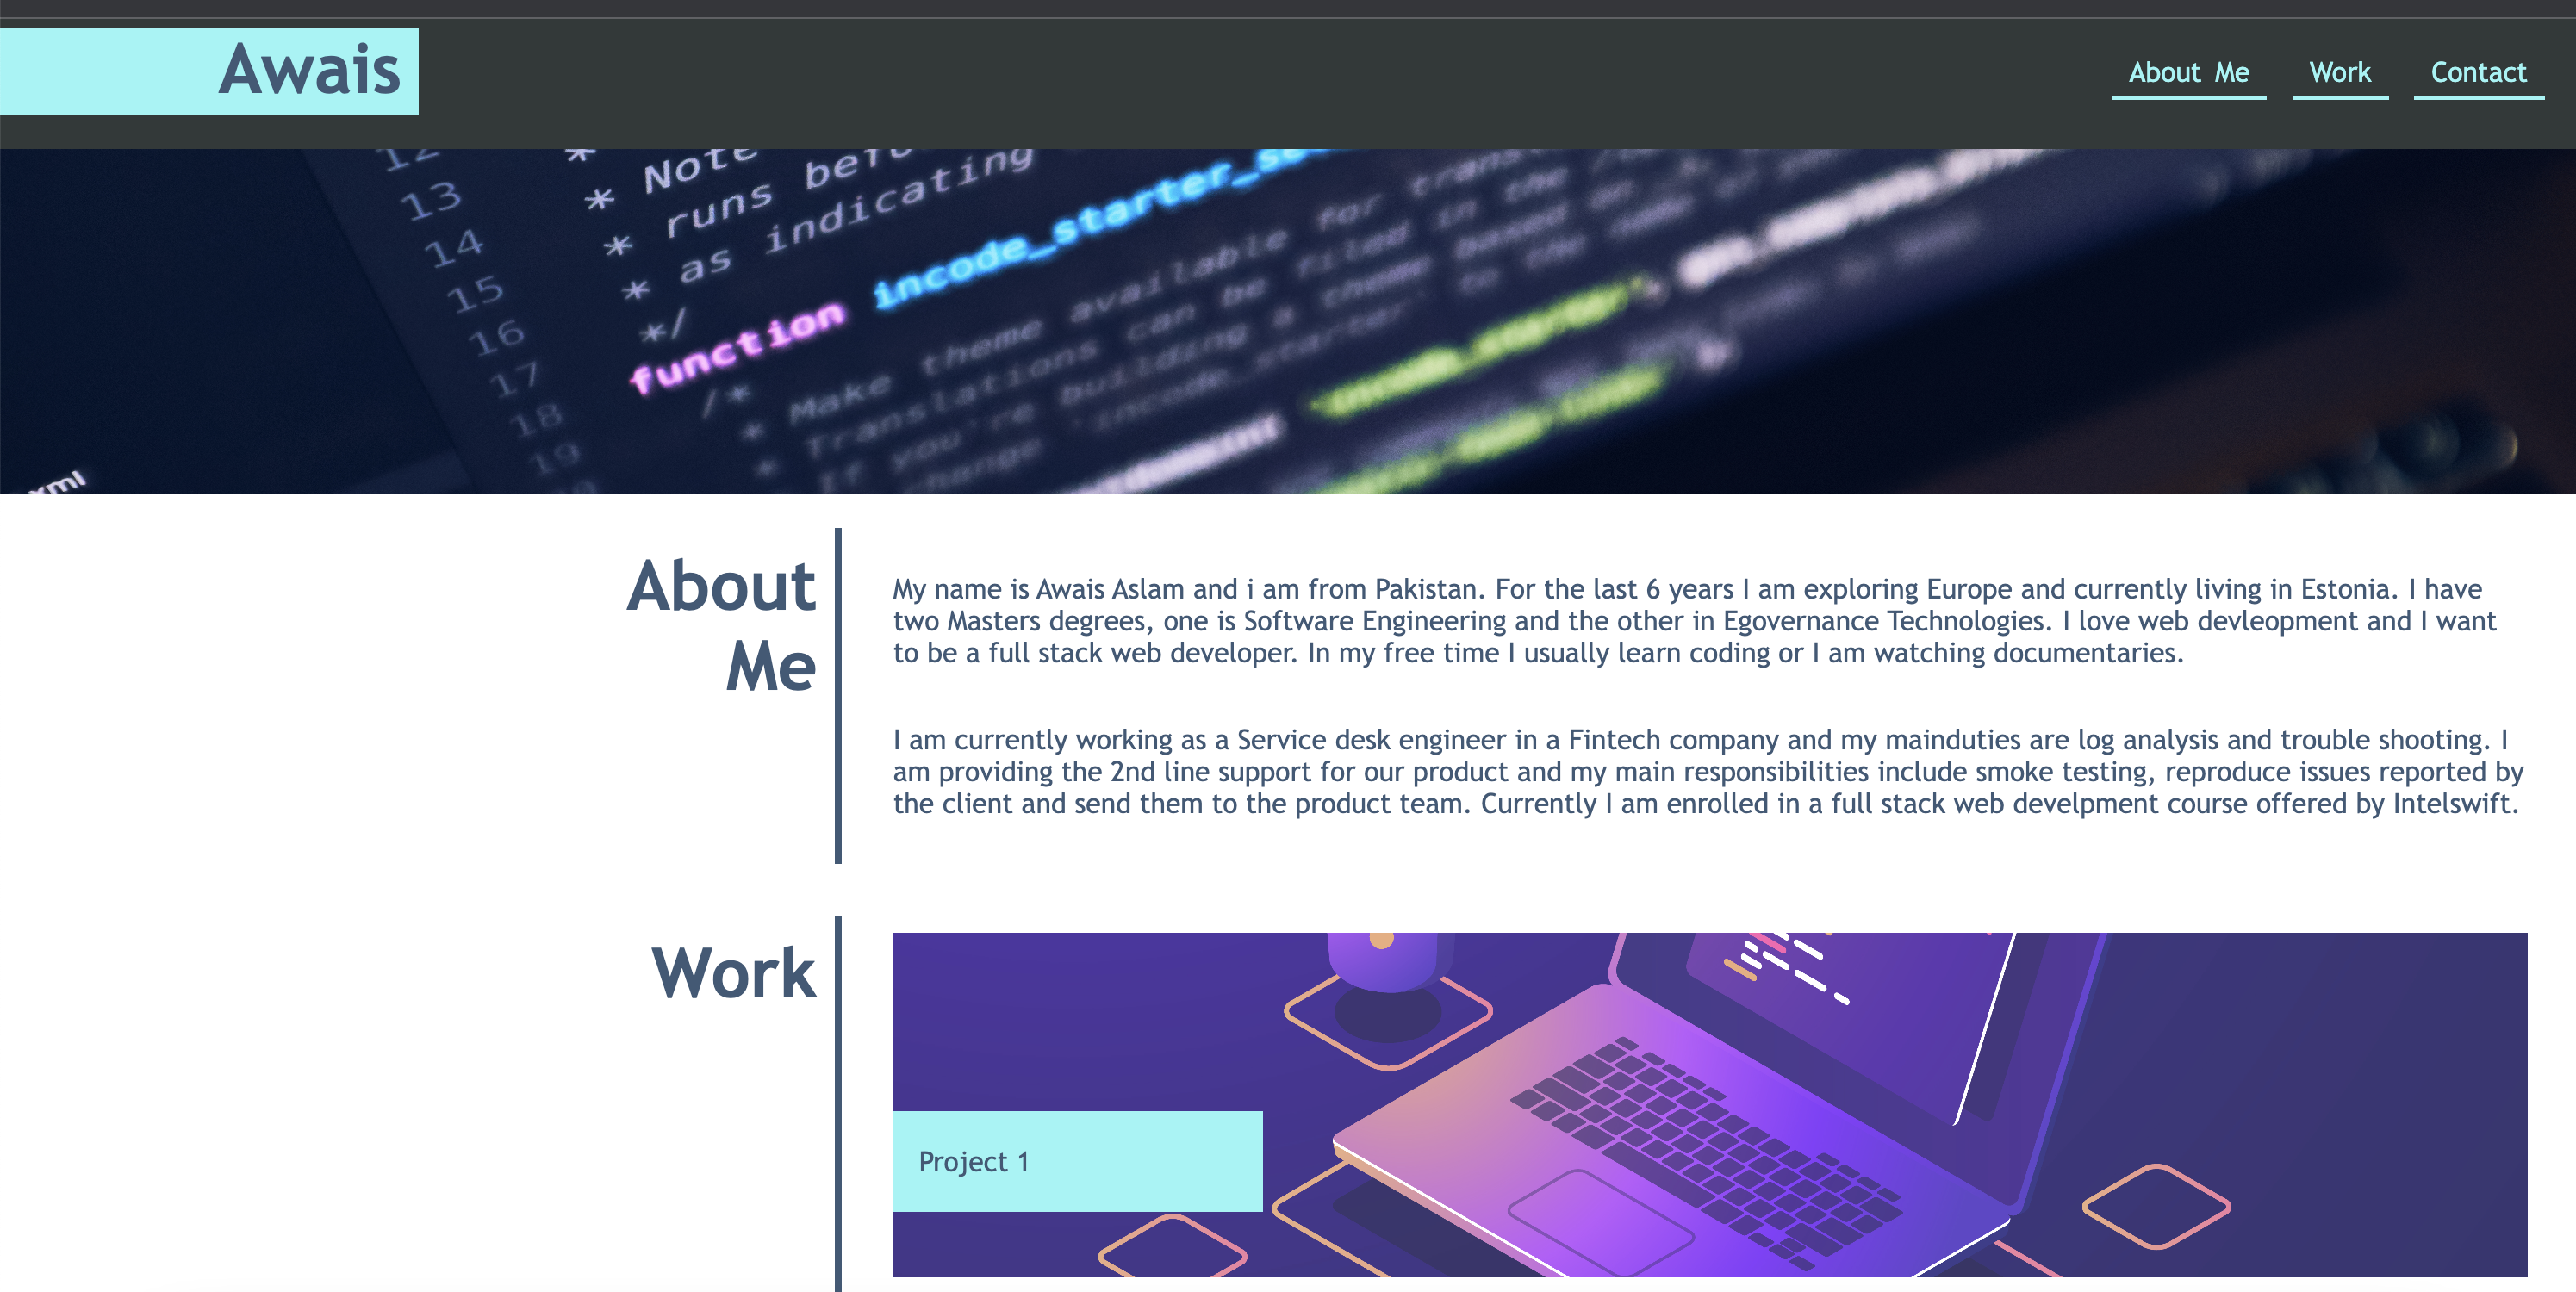 Awais
About Me
Work
Contact
12
* Note
13
* runs befo
14
* as indicating
15
*/
16
function incode_starter_se
17
/*
18
* Make theme available for trans
19
* Translations can be filed in the
If you're building a theme based on
change 'incode_starter' to the name of
xml
About
Me
My name is Awais Aslam and i am from Pakistan. For the last 6 years I am exploring Europe and currently living in Estonia. I have
two Masters degrees, one is Software Engineering and the other in Egovernance Technologies. I love web devleopment and I want
to be a full stack web developer. In my free time I usually learn coding or I am watching documentaries.
I am currently working as a Service desk engineer in a Fintech company and my mainduties are log analysis and trouble shooting. I
am providing the 2nd line support for our product and my main responsibilities include smoke testing, reproduce issues reported by
the client and send them to the product team. Currently I am enrolled in a full stack web develpment course offered by Intelswift.
Work
Project 1